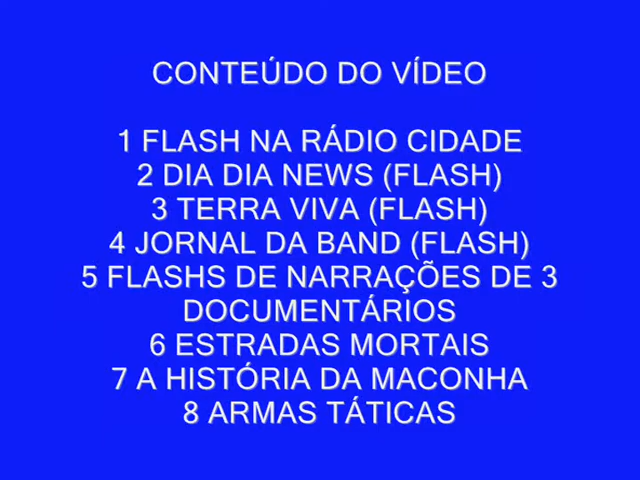 CONTEÚDO DO VÍDEO
1 FLASH NA RÁDIO CIDADE
2 DIA DIA NEWS (FLASH)
3 TERRA VIVA (FLASH)
4 JORNAL DA BAND (FLASH)
5 FLASHS DE NARRAÇÕES DE 3
DOCUMENTÁRIOS
6 ESTRADAS MORTAIS
7 A HISTÓRIA DA MACONHA
8 ARMAS TÁTICAS